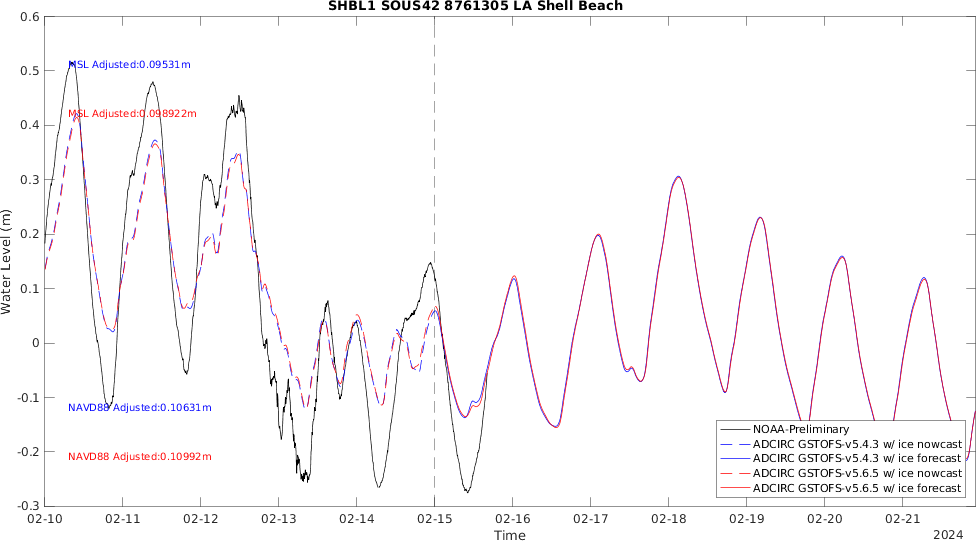 SHBL1 SOUS42 8761305 LA Shell Beach
0.6
0.5
0.4
0.3
0.2
0.1
0
-0.1
-0.2
-0.3
Water Level (m)
MSL Adjusted:0.09531m
MSL Adjusted:0.098922m
NAVD88 Adjusted:0.10631m
NAVD88 Adjusted:0.10992m
NOAA-Preliminary
ADCIRC GSTOFS-v5.4.3 w/ ice nowcast
ADCIRC GSTOFS-v5.4.3 w/ ice forecast
ADCIRC GSTOFS-v5.6.5 w/ ice nowcast
ADCIRC GSTOFS-v5.6.5 w/ ice forecast
02-10 02-11 02-12 02-13 02-14 02-15 02-16 02-17 02-18 02-19 02-20 02-21
Time
2024